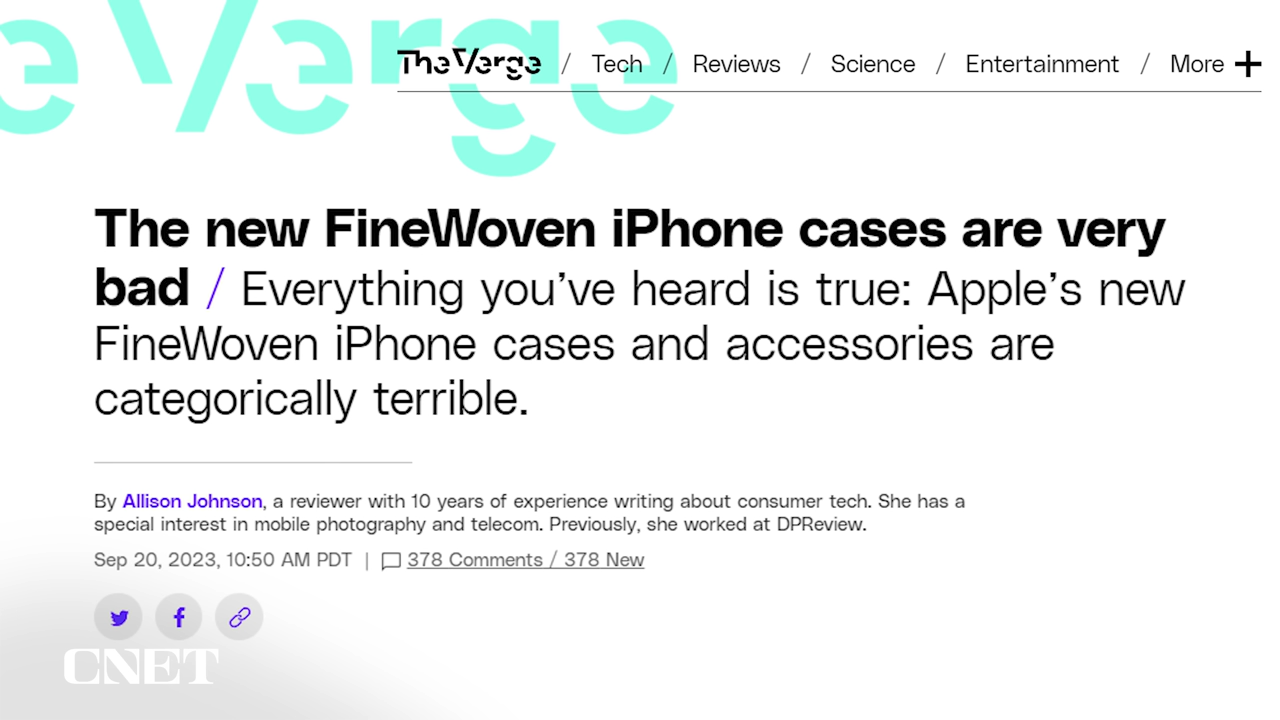 e Verge
The Verge / Tech / Reviews / Science / Entertainment / More +
The new FineWoven iPhone cases are very
bad / Everything you’ve heard is true: Apple’s new
FineWoven iPhone cases and accessories are
categorically terrible.
By Allison Johnson, a reviewer with 10 years of experience writing about consumer tech. She has a
special interest in mobile photography and telecom. Previously, she worked at DPReview.
Sep 20, 2023, 10:50 AM PDT | 378 Comments / 378 New
CNET